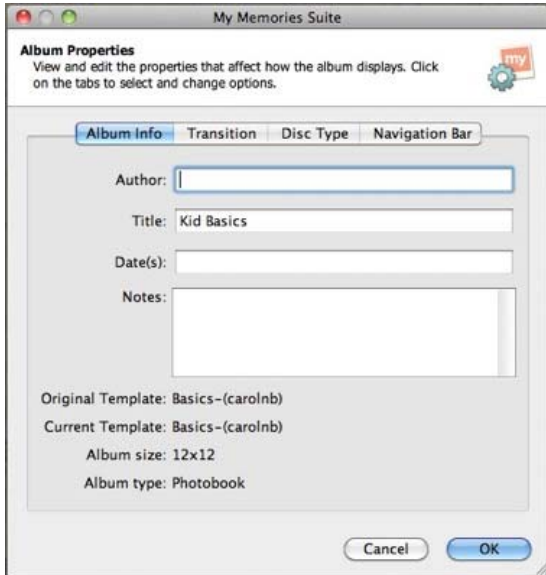 My Memories Suite
Album Properties
View and edit the properties that affect how the album displays. Click
on the tabs to select and change options.
my
Album Info Transition Disc Type Navigation Bar
Author:
Title: Kid Basics
Date(s):
Notes:
Original Template: Basics-(carolnb)
Current Template: Basics-(carolnb)
Album size: 12x12
Album type: Photobook
Cancel OK